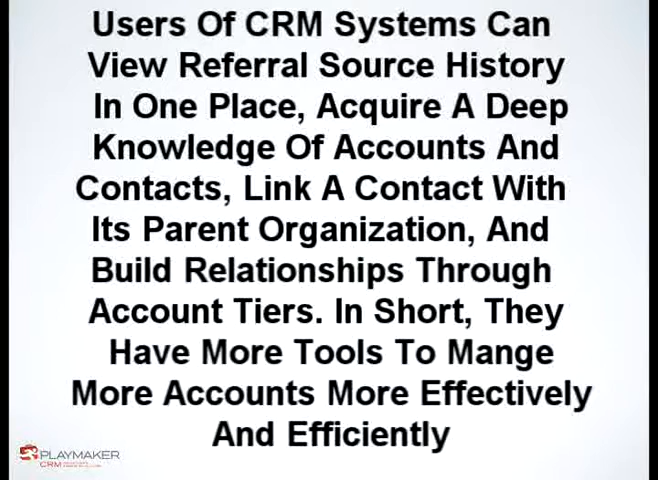 Users Of CRM Systems Can
View Referral Source History
In One Place, Acquire A Deep
Knowledge Of Accounts And
Contacts, Link A Contact With
Its Parent Organization, And
Build Relationships Through
Account Tiers. In Short, They
Have More Tools To Mange
More Accounts More Effectively
And Efficiently
PLAYMAKER
CRM